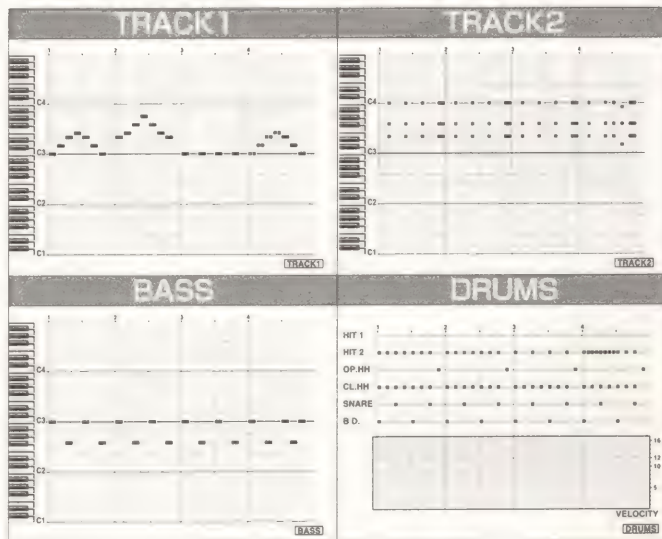 TRACK1
1 2 3 4
C4
C3
C2
C1
TRACK1
TRACK2
1 2 3 4
C4
C3
C2
C1
TRACK2
BASS
1 2 3 4
C4
C3
C2
C1
BASS
DRUMS
1 2 3 4
HIT 1
HIT 2
OP.HH
CL.HH
SNARE
B D.
16
12
10
5
VELOCITY
DRUMS